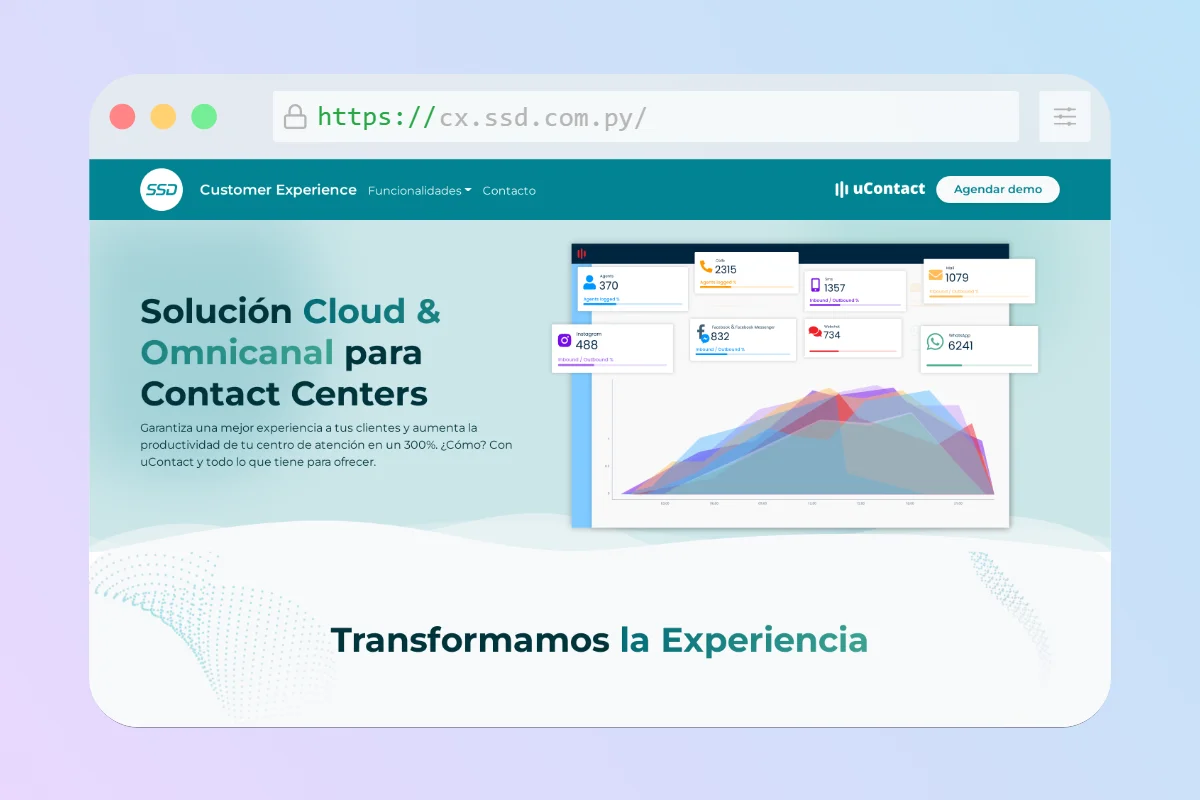 https://cx.ssd.com.py/
SSD
Customer Experience
Funcionalidades
Contacto
uContact
Agendar demo
Solución Cloud &
Omnicanal para
Contact Centers
Garantiza una mejor experiencia a tus clientes y aumenta la
productividad de tu centro de atención en un 300%. ¿Cómo? Con
uContact y todo lo que tiene para ofrecer.
Agents
370
Agents logged %
Calls
2315
Agents logged %
1357
Inbound / Outbound %
Mail
1079
Inbound / Outbound %
Instagram
488
Inbound / Outbound %
Facebook & Facebook Messenger
832
Inbound / Outbound %
734
WhatsApp
6241
Transformamos la Experiencia